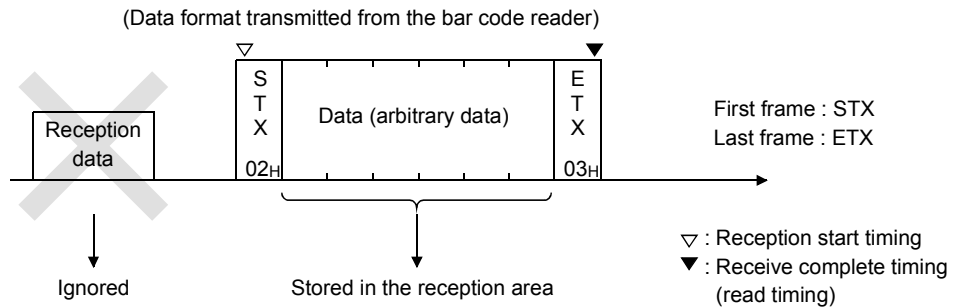 (Data format transmitted from the bar code reader)
S
T
X
02H
Data (arbitrary data)
E
T
X
03H
First frame : STX
Last frame : ETX
Reception
data
Ignored
Stored in the reception area
▽ : Reception start timing
▼ : Receive complete timing
(read timing)